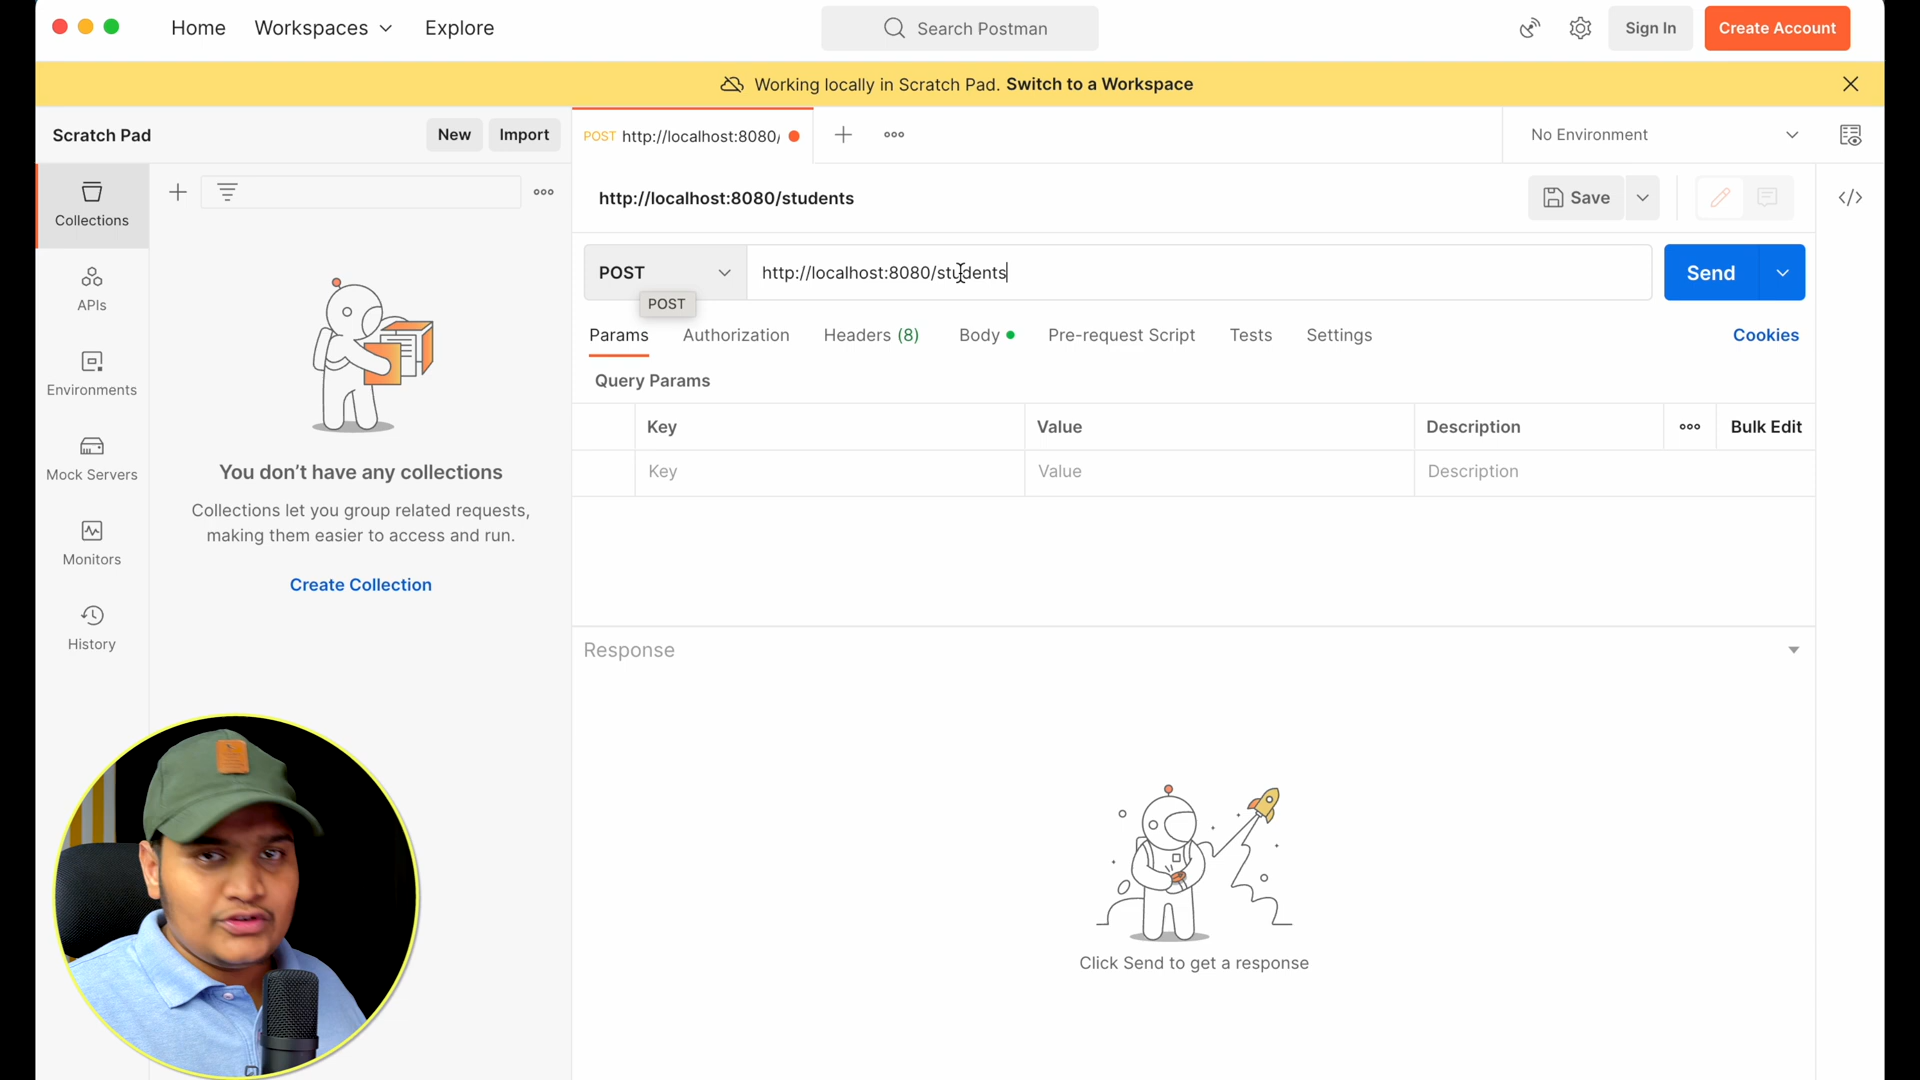 Home Workspaces Explore Search Postman Sign In Create Account
Working locally in Scratch Pad. Switch to a Workspace
Scratch Pad New Import POST http://localhost:8080/ No Environment
http://localhost:8080/students Save </>
Collections
POST http://localhost:8080/students Send
POST
APIs
Params Authorization Headers (8) Body Pre-request Script Tests Settings Cookies
Environments
Query Params
Key Value Description Bulk Edit
Key Value Description
Mock Servers
You don’t have any collections
Collections let you group related requests,
making them easier to access and run.
Monitors
Create Collection
History
Response
Click Send to get a response